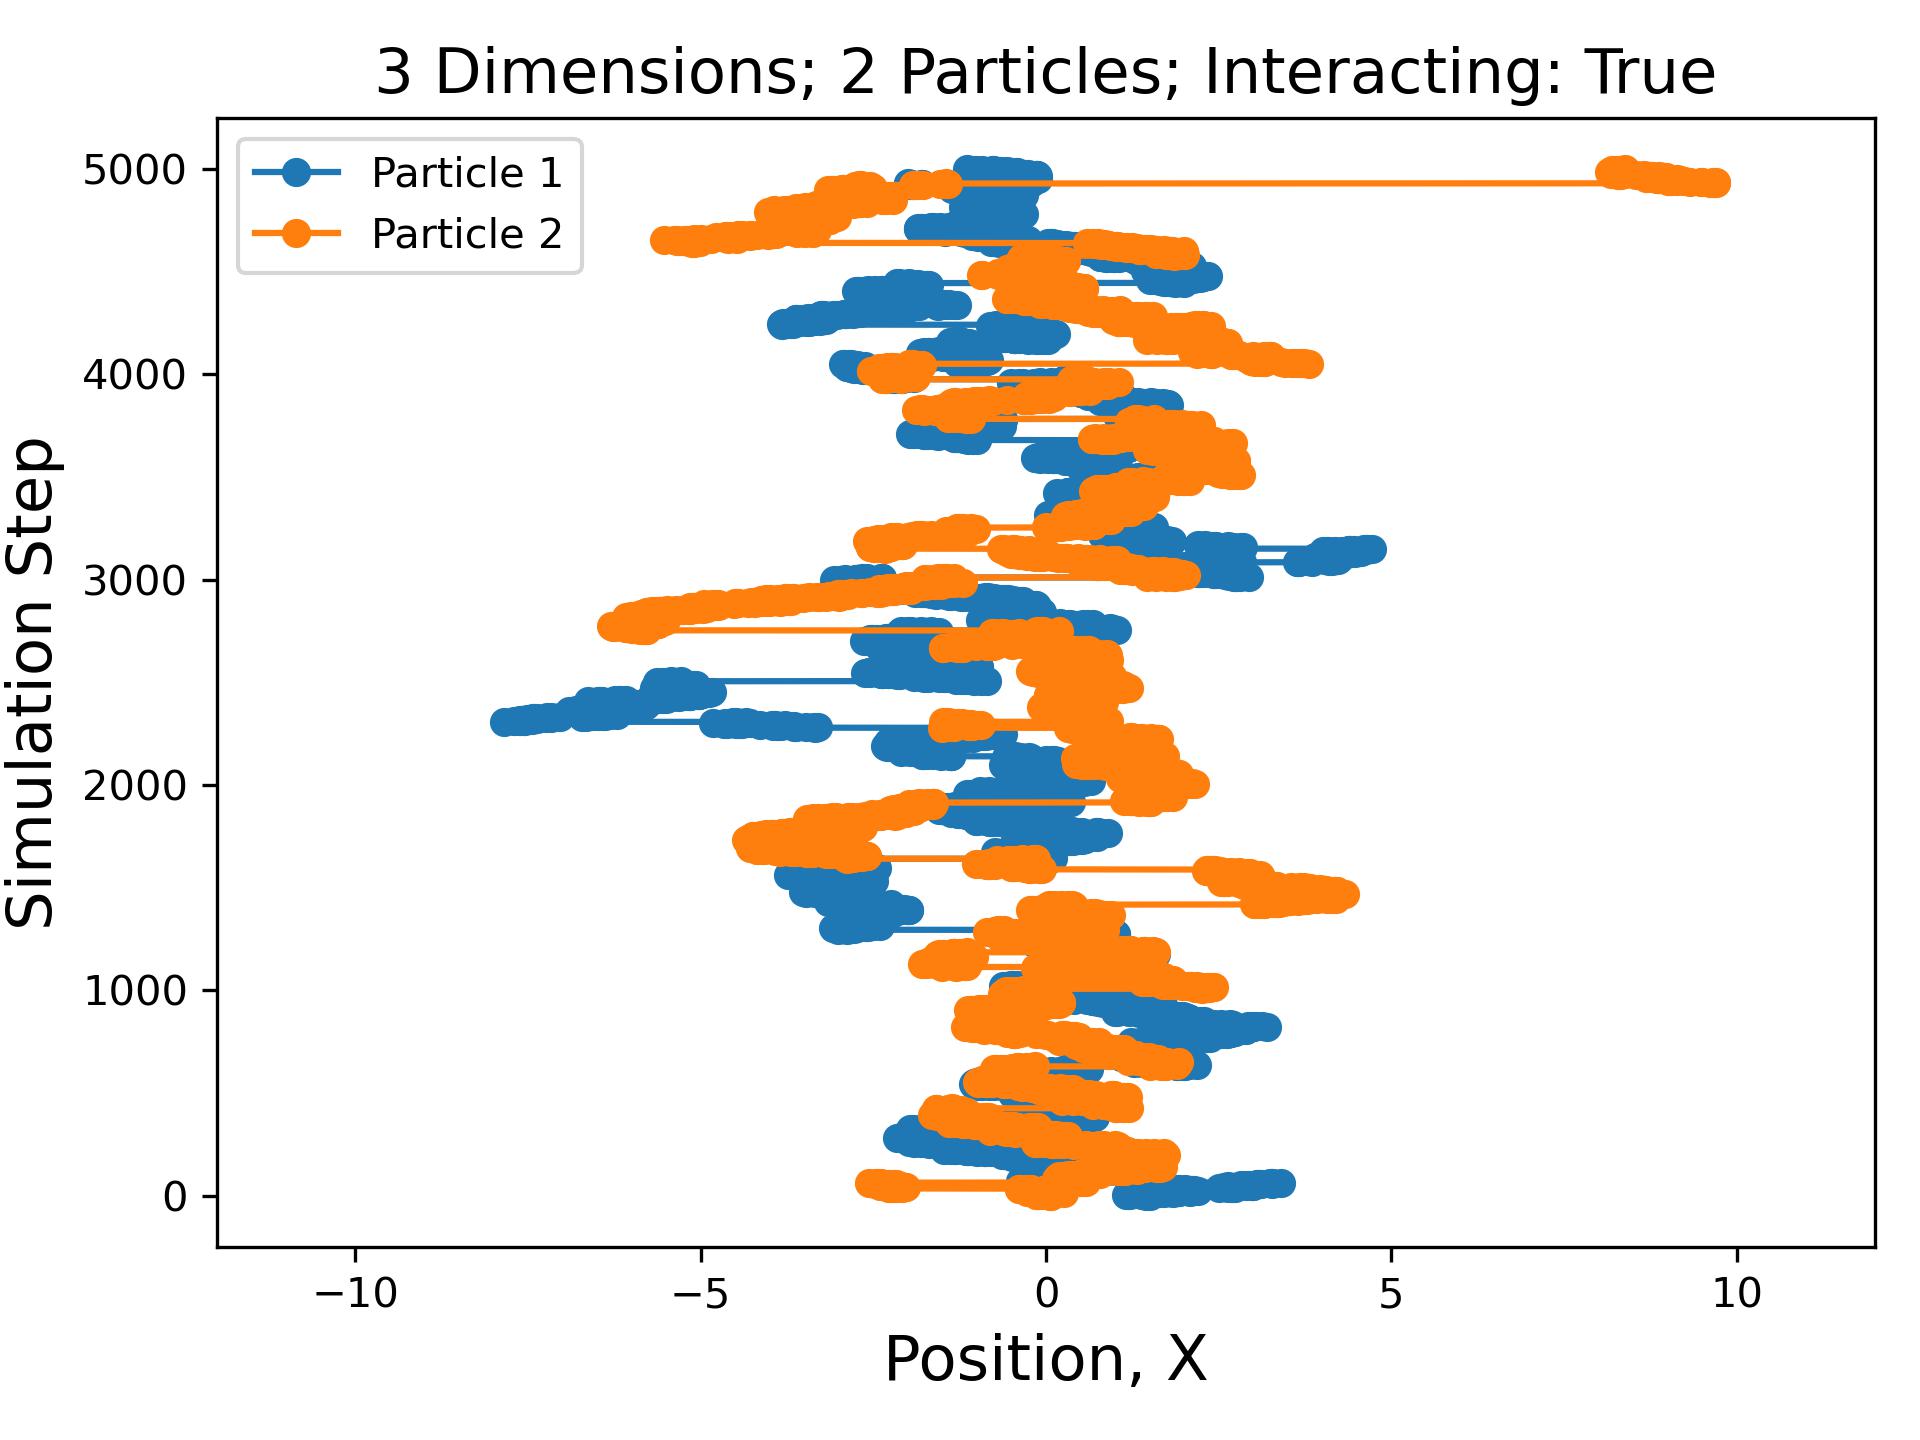 3 Dimensions; 2 Particles; Interacting: True
Particle 1
Particle 2
5000
4000
3000
2000
1000
0
Simulation Step
−10
−5
0
5
10
Position, X